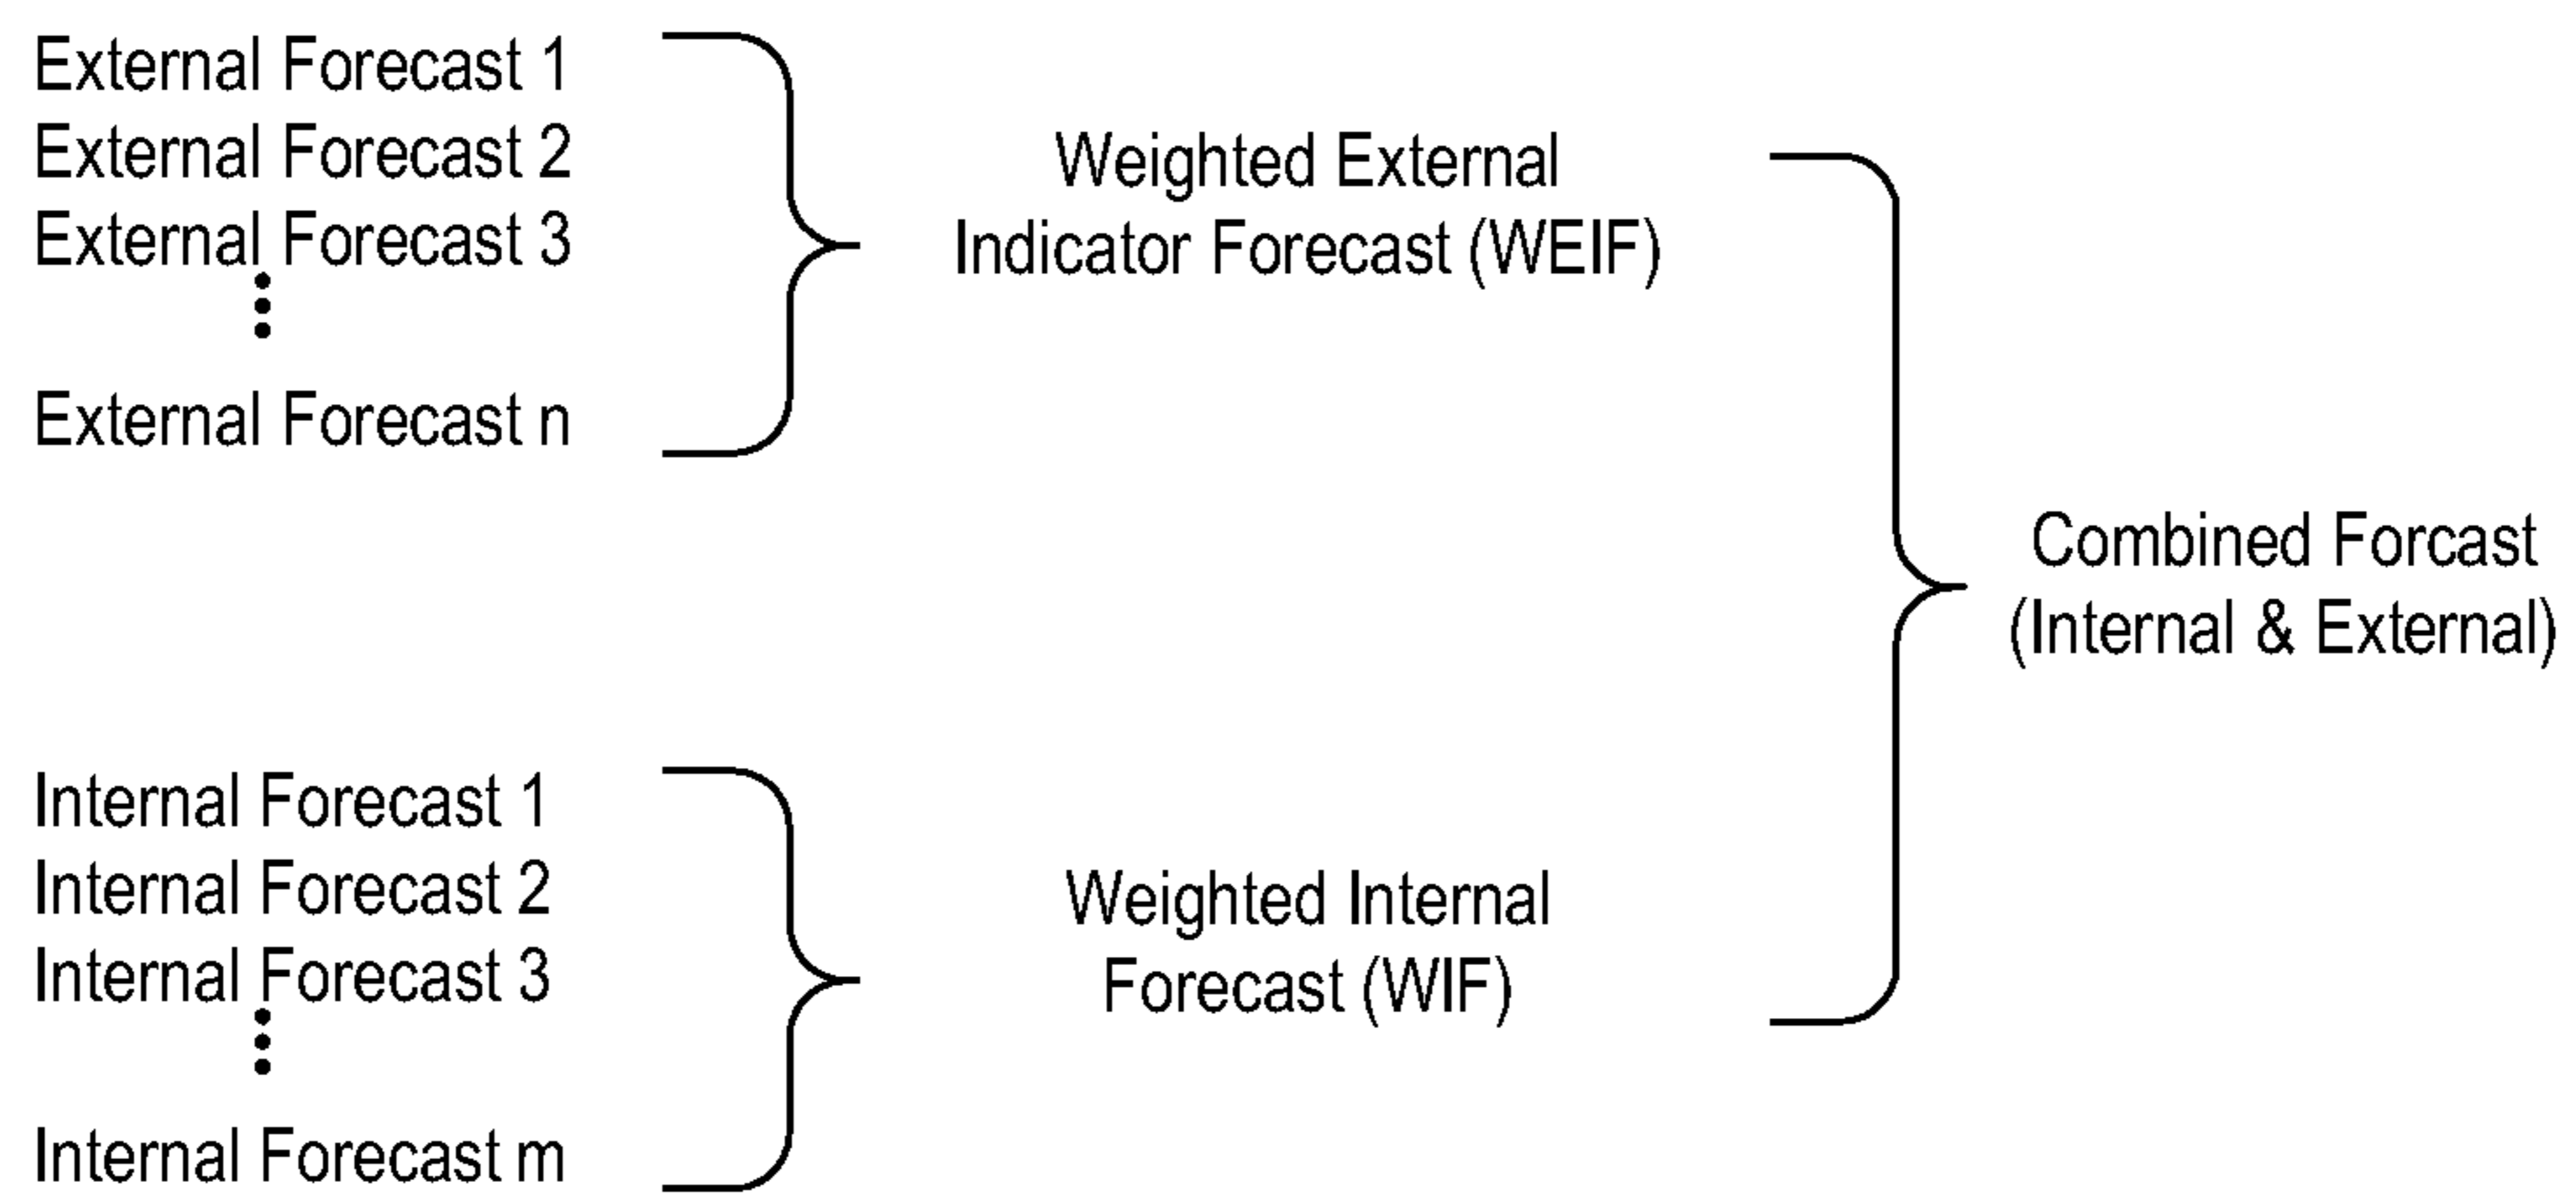 External Forecast 1
External Forecast 2
External Forecast 3
External Forecast n
Weighted External
Indicator Forecast (WEIF)
Internal Forecast 1
Internal Forecast 2
Internal Forecast 3
Internal Forecast m
Weighted Internal
Forecast (WIF)
Combined Forcast
(Internal & External)